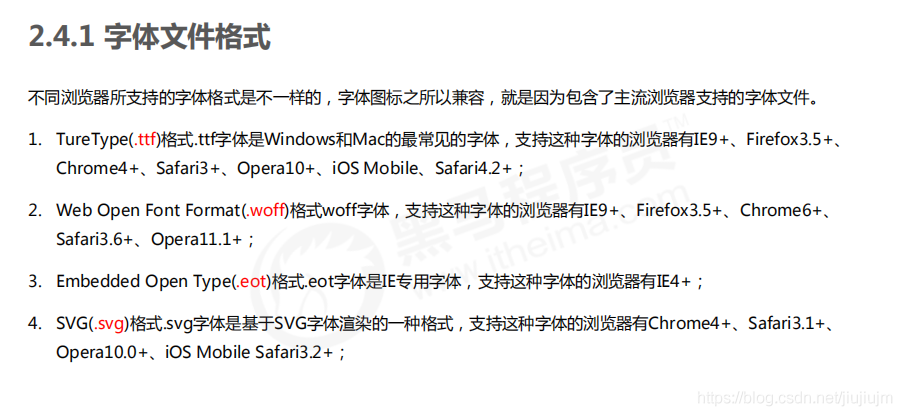 2.4.1 字体文件格式
不同浏览器所支持的字体格式是不一样的，字体图标之所以兼容，就是因为包含了主流浏览器支持的字体文件。
1. TureType(.ttf)格式.ttf字体是Windows和Mac的最常见的字体，支持这种字体的浏览器有IE9+、Firefox3.5+、
Chrome4+、Safari3+、Opera10+、iOS Mobile、Safari4.2+；
2. Web Open Font Format(.woff)格式woff字体，支持这种字体的浏览器有IE9+、Firefox3.5+、Chrome6+、
Safari3.6+、Opera11.1+；
3. Embedded Open Type(.eot)格式.eot字体是IE专用字体，支持这种字体的浏览器有IE4+；
4. SVG(.svg)格式.svg字体是基于SVG字体渲染的一种格式，支持这种字体的浏览器有Chrome4+、Safari3.1+、
Opera10.0+、iOS Mobile Safari3.2+；
黑马程序员™
www.itheima.com
https://blog.csdn.net/jiujiujm